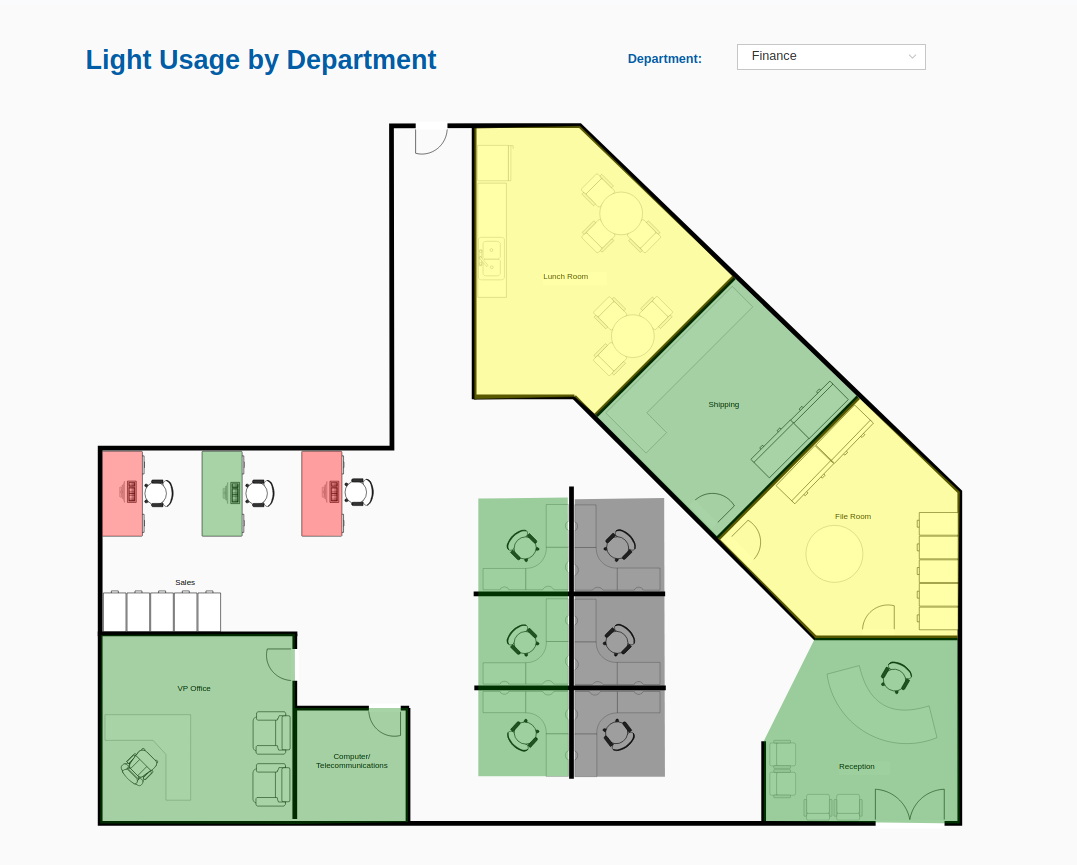 Light Usage by Department
Department:
Finance
Lunch Room
Shipping
File Room
Sales
VP Office
Computer/
Telecommunications
Reception